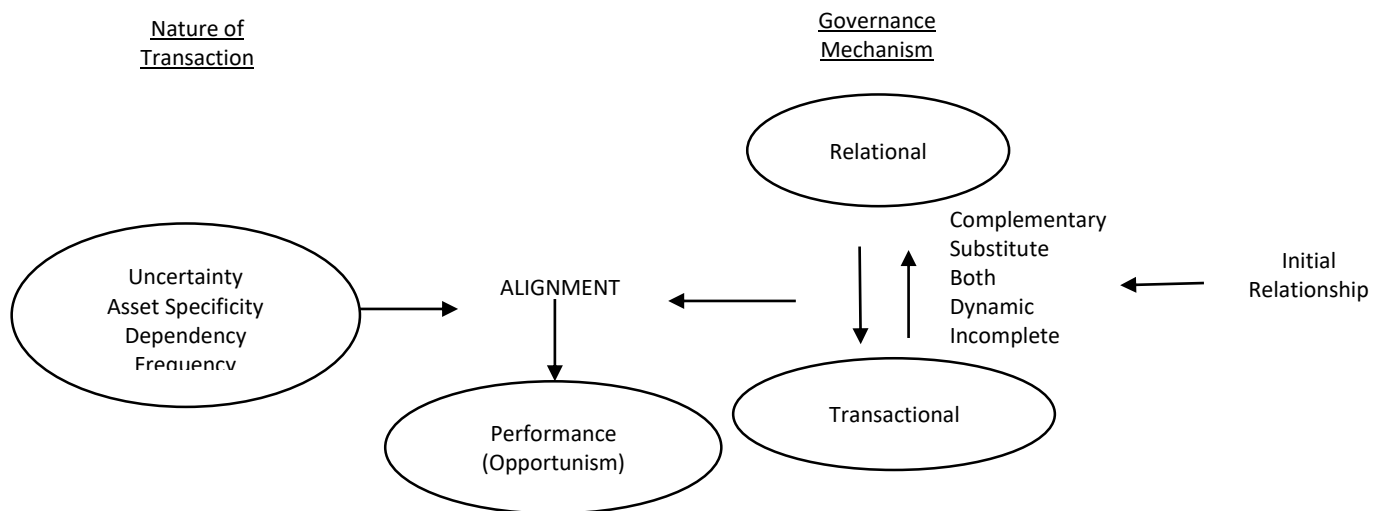 Nature of
Transaction
Governance
Mechanism
Relational
Uncertainty
Asset Specificity
Dependency
Frequency
ALIGNMENT
Complementary
Substitute
Both
Dynamic
Incomplete
Initial
Relationship
Transactional
Performance
(Opportunism)